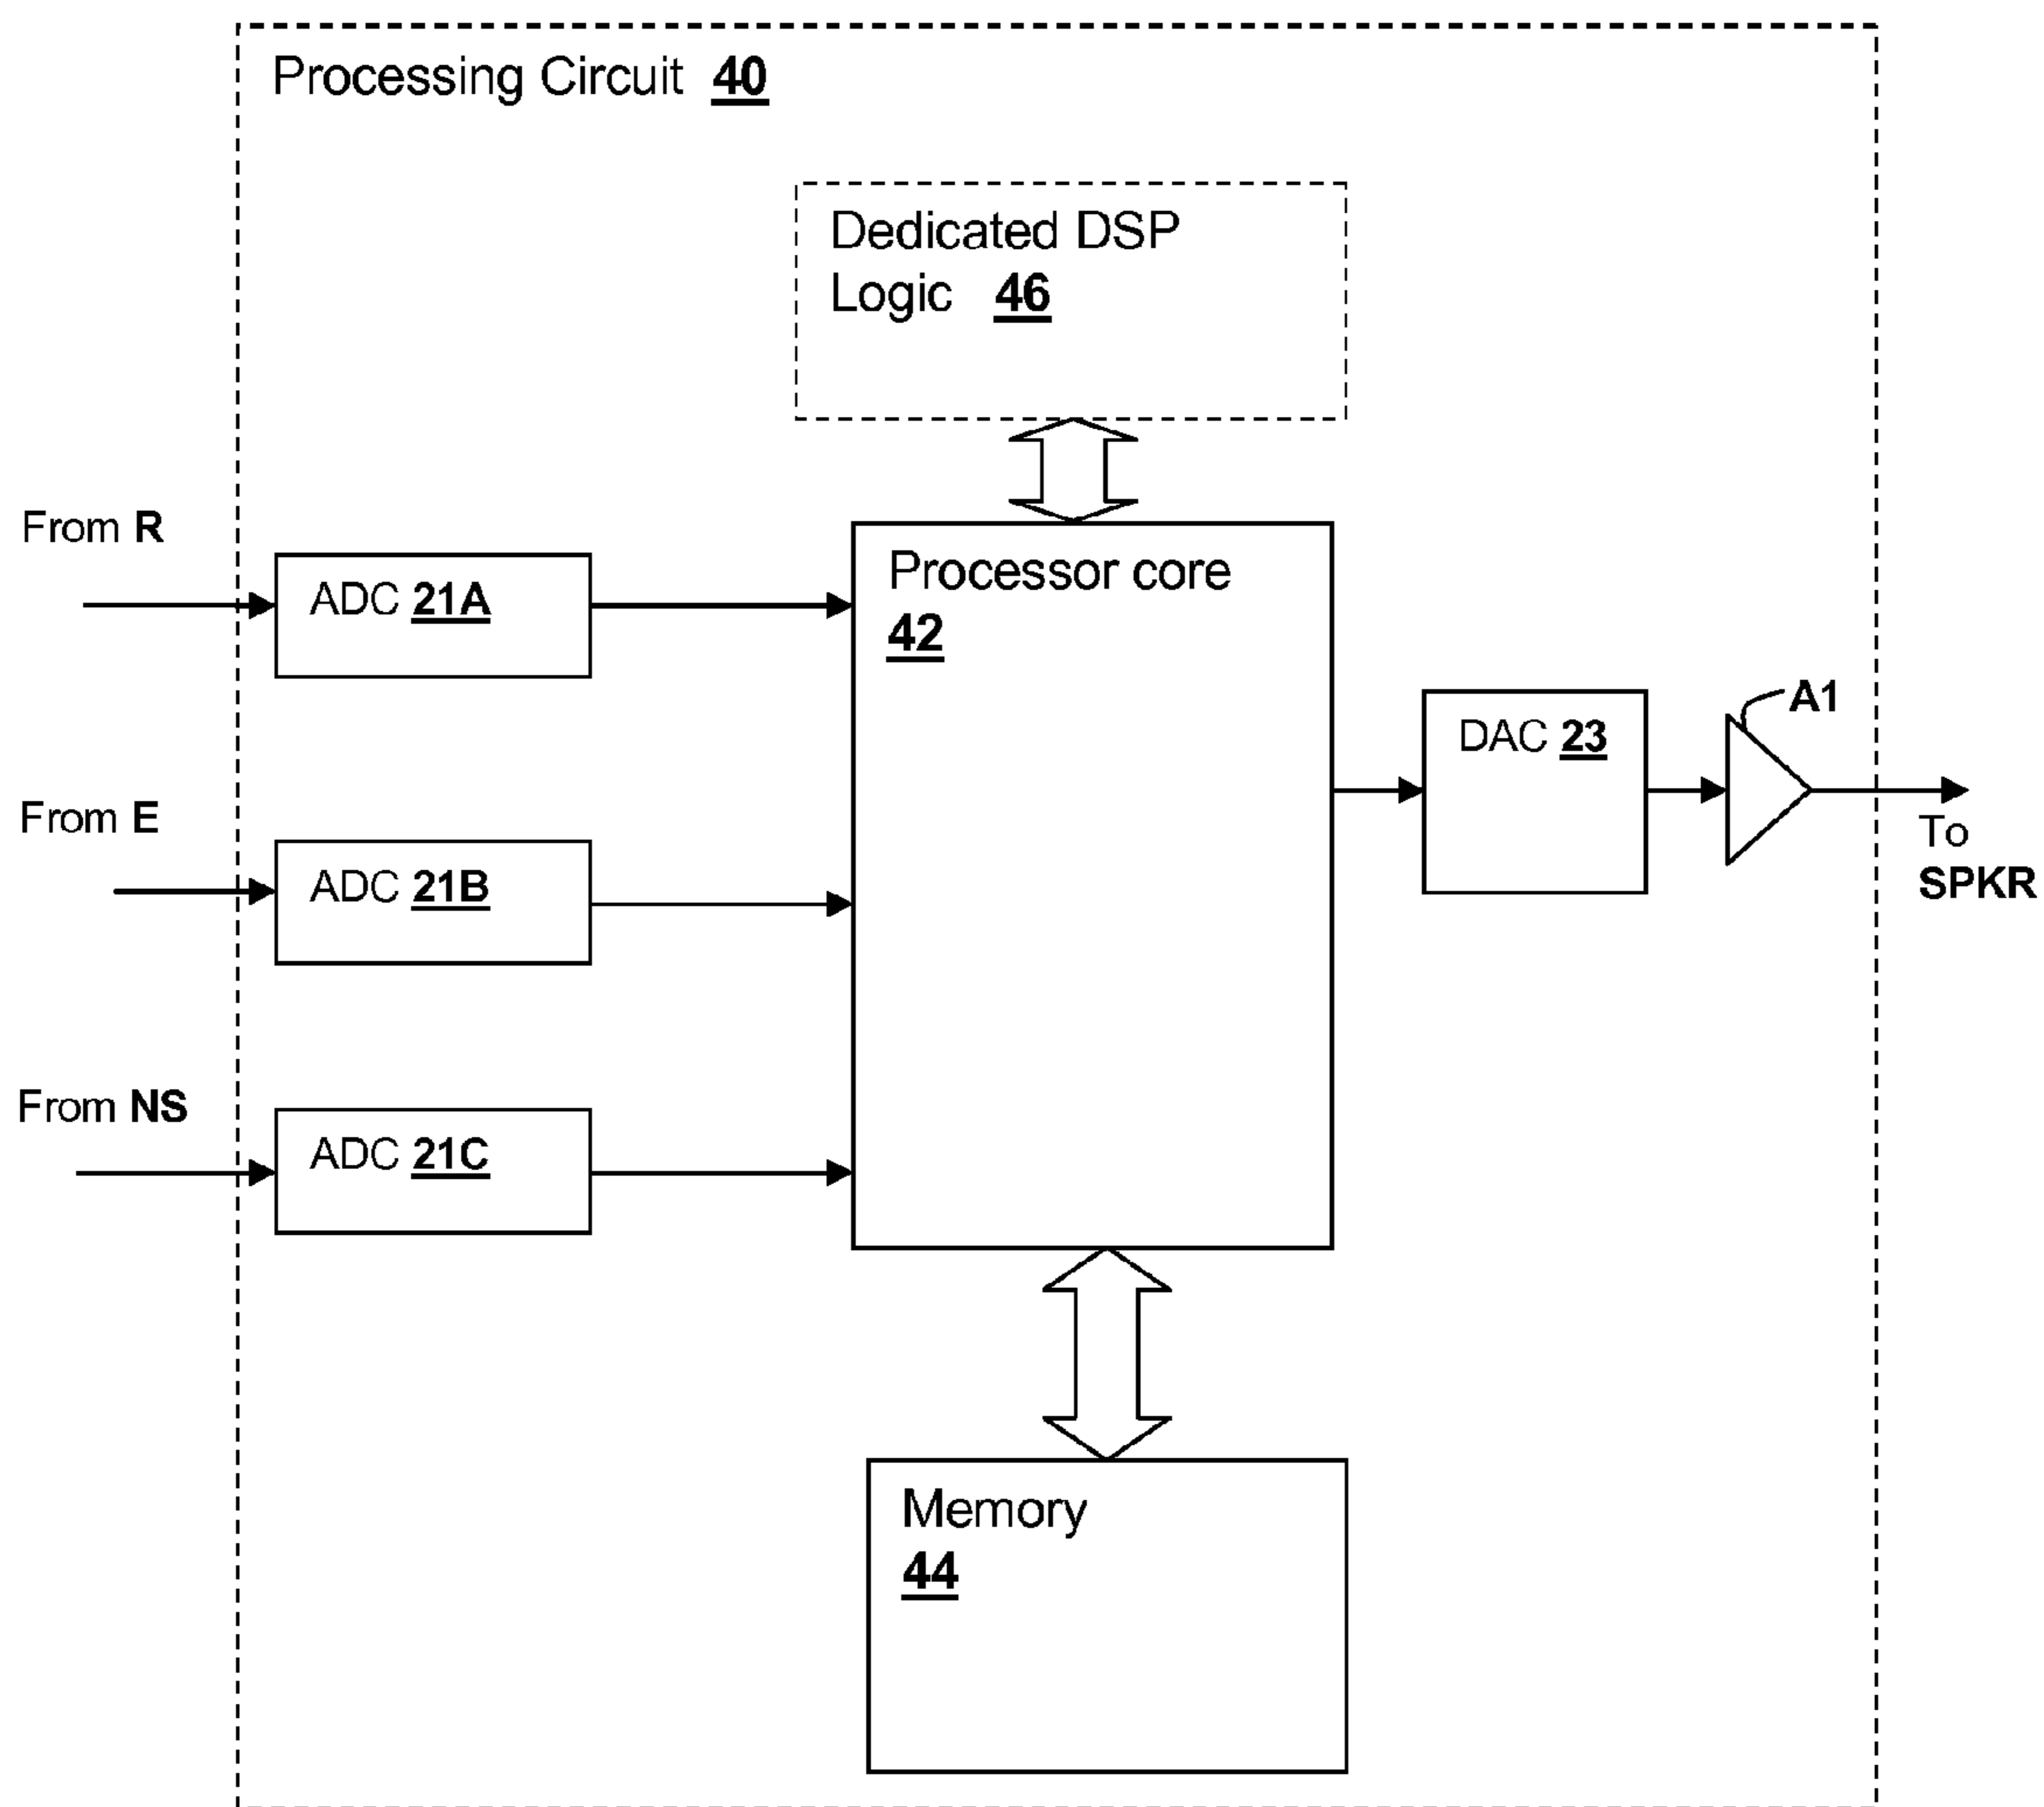 Processing Circuit 40
Dedicated DSP
Logic 46
From R
ADC 21A
Processor core
42
A1
DAC 23
From E
ADC 21B
To
SPKR
From NS
ADC 21C
Memory
44